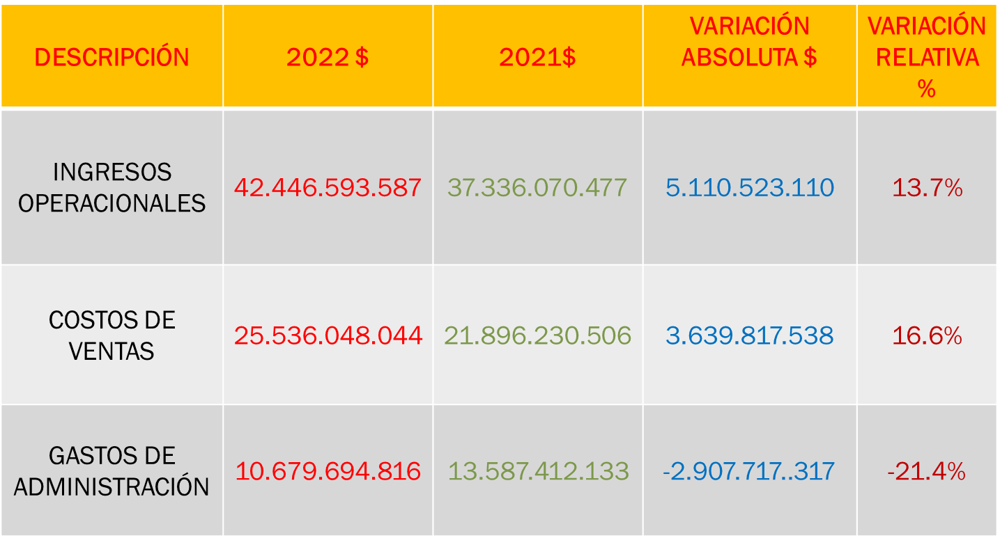 DESCRIPCIÓN
2022 $
2021$
VARIACIÓN
ABSOLUTA $
VARIACIÓN
RELATIVA
%
INGRESOS
OPERACIONALES
42.446.593.587
37.336.070.477
5.110.523.110
13.7%
COSTOS DE
VENTAS
25.536.048.044
21.896.230.506
3.639.817.538
16.6%
GASTOS DE
ADMINISTRACIÓN
10.679.694.816
13.587.412.133
-2.907.717..317
-21.4%